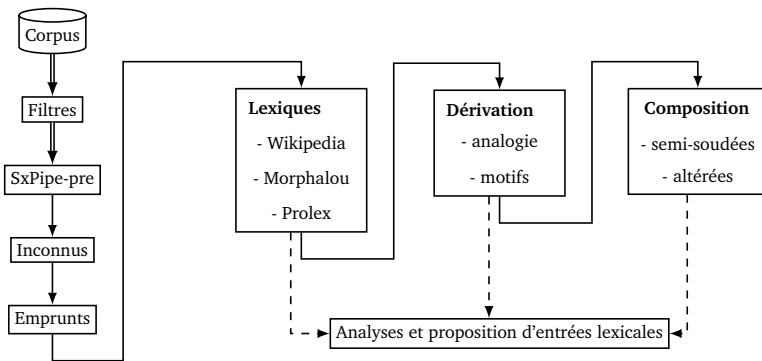 Corpus
Filtres
SxPipe-pre
Inconnus
Emprunts
Lexiques
- Wikipedia
- Morphalou
- Prolex
Dérivation
- analogie
- motifs
Composition
- semi-soudées
- altérées
Analyses et proposition d'entrées lexicales